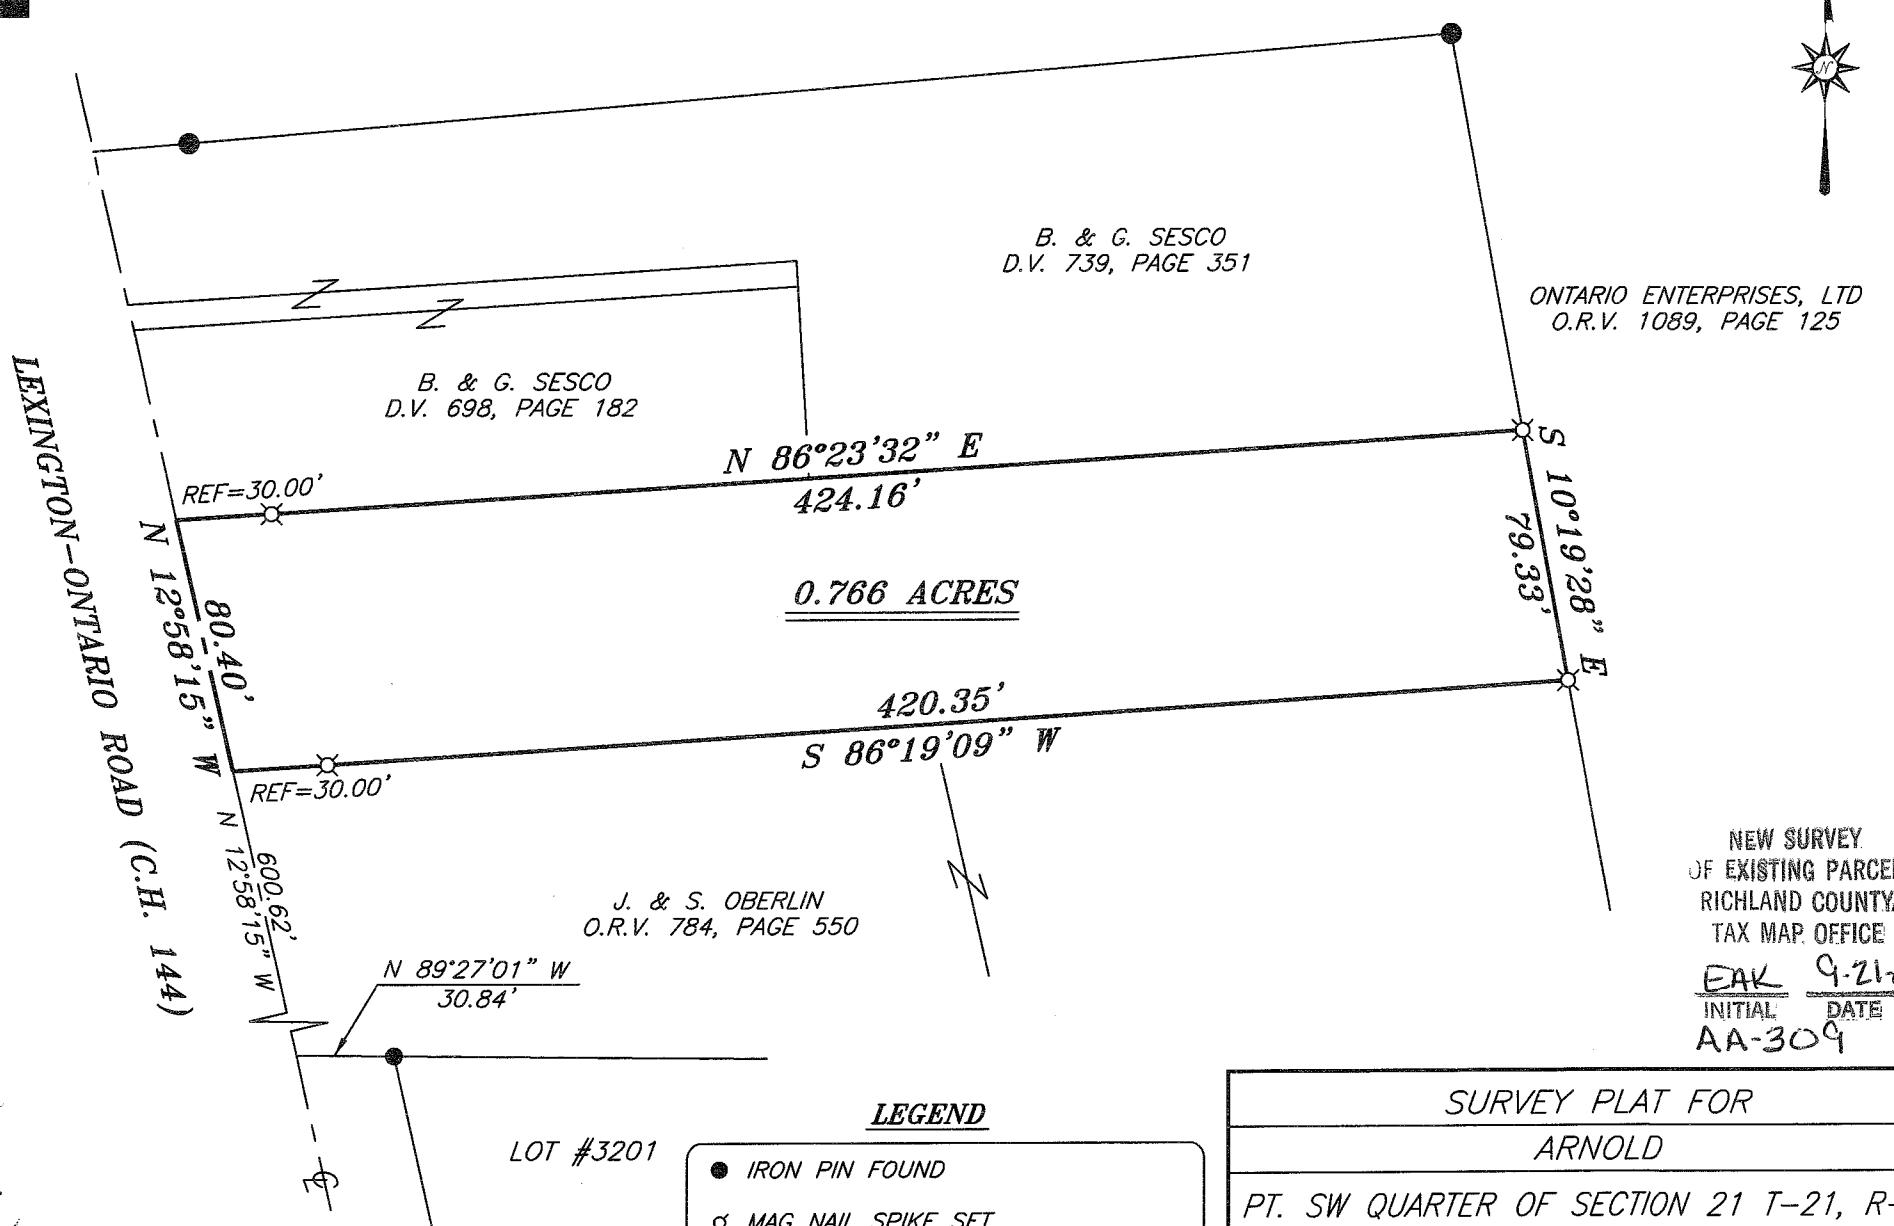 N
B. & G. SESCO
D.V. 739, PAGE 351
ONTARIO ENTERPRISES, LTD
O.R.V. 1089, PAGE 125
B. & G. SESCO
D.V. 698, PAGE 182
LEXINGTON-ONTARIO ROAD (C.H. 144)
N 86°23'32" E
424.16'
REF=30.00'
S 10°19'28" E
79.33'
N 12°58'15" W
80.40'
0.766 ACRES
420.35'
S 86°19'09" W
REF=30.00'
N 12°58'15" W
600.62'
J. & S. OBERLIN
O.R.V. 784, PAGE 550
N 89°27'01" W
30.84'
NEW SURVEY
OF EXISTING PARCEL
RICHLAND COUNTY
TAX MAP OFFICE
EAK 9-21-
INITIAL DATE
AA-309
LEGEND
LOT #3201
IRON PIN FOUND
MAG NAIL SPIKE SET
SURVEY PLAT FOR
ARNOLD
PT. SW QUARTER OF SECTION 21 T-21, R-